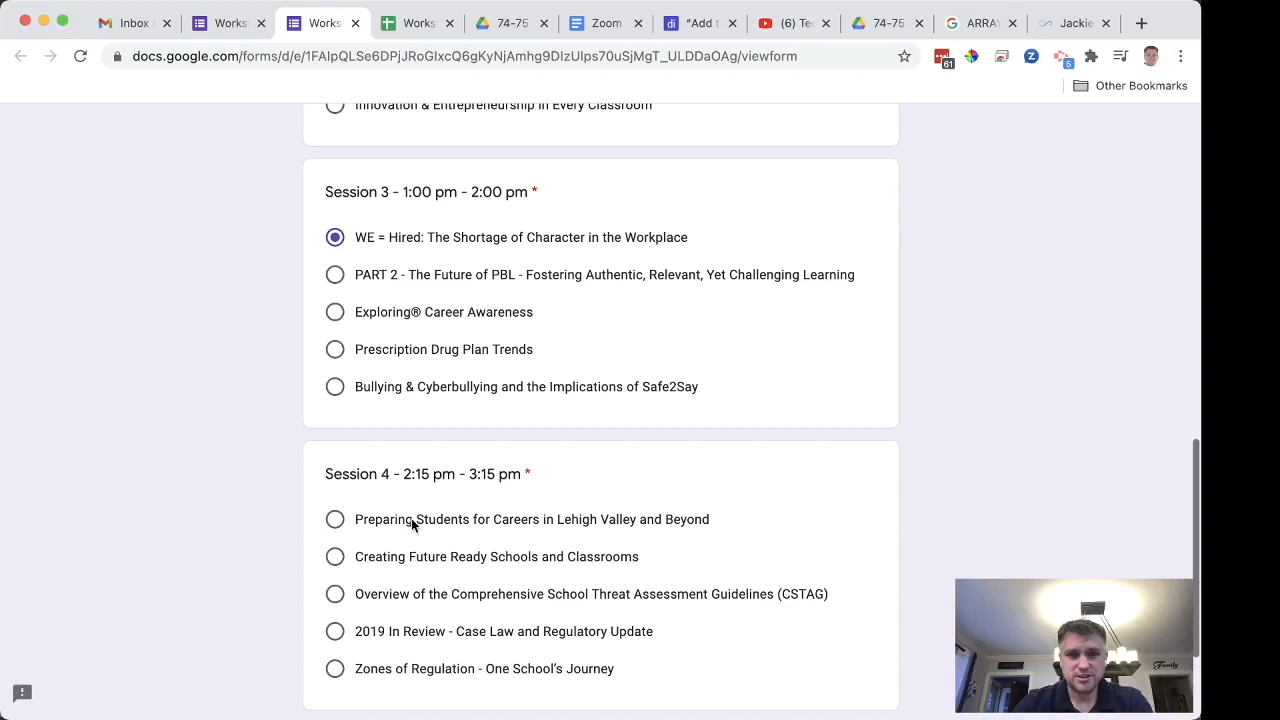 Inbox
Works
Works
Works
74-75
Zoom
"Add t
(6) Te
74-75
ARRA
Jackie
docs.google.com/forms/d/e/1FAIpQLSe6DPjJRoGIxcQ6gKyNjAmhg9DIzUIps70uSjMgT_ULDDaOAg/viewform
61
5
Other Bookmarks
Innovation & Entrepreneurship in Every Classroom
Session 3 - 1:00 pm - 2:00 pm *
WE = Hired: The Shortage of Character in the Workplace
PART 2 - The Future of PBL - Fostering Authentic, Relevant, Yet Challenging Learning
Exploring® Career Awareness
Prescription Drug Plan Trends
Bullying & Cyberbullying and the Implications of Safe2Say
Session 4 - 2:15 pm - 3:15 pm *
Preparing Students for Careers in Lehigh Valley and Beyond
Creating Future Ready Schools and Classrooms
Overview of the Comprehensive School Threat Assessment Guidelines (CSTAG)
2019 In Review - Case Law and Regulatory Update
Zones of Regulation - One School's Journey
Family